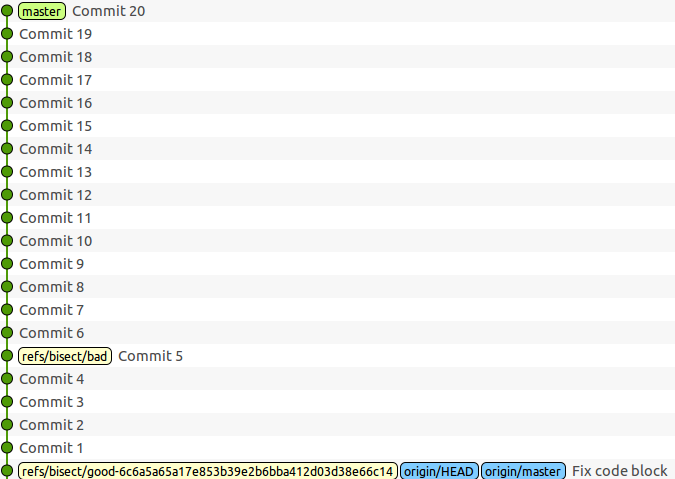 master Commit 20
Commit 19
Commit 18
Commit 17
Commit 16
Commit 15
Commit 14
Commit 13
Commit 12
Commit 11
Commit 10
Commit 9
Commit 8
Commit 7
Commit 6
refs/bisect/bad Commit 5
Commit 4
Commit 3
Commit 2
Commit 1
refs/bisect/good-6c6a5a65a17e853b39e2b6bba412d03d38e66c14 origin/HEAD origin/master Fix code block